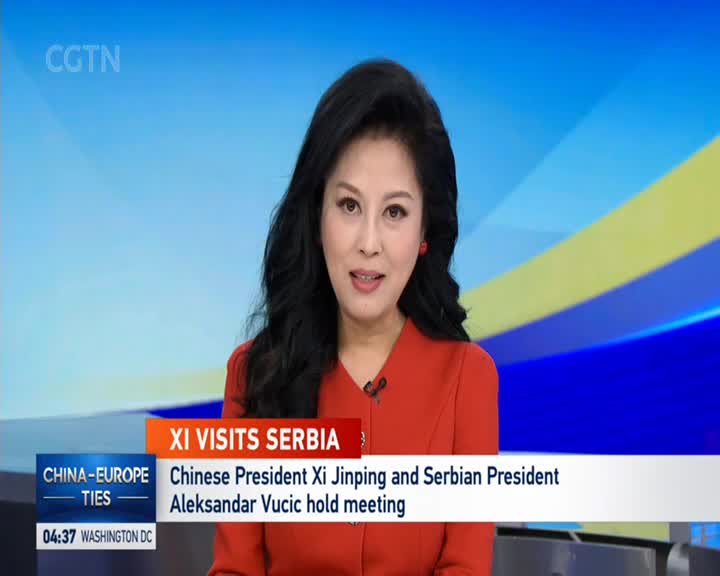 CGTN
XI VISITS SERBIA
CHINA-EUROPE
TIES
Chinese President Xi Jinping and Serbian President
Aleksandar Vucic hold meeting
04:37 WASHINGTON DC